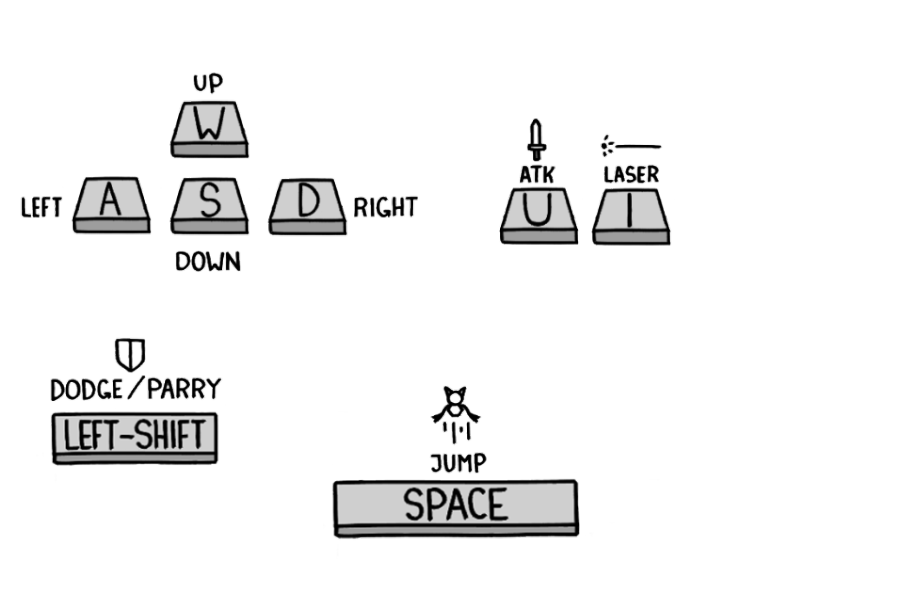 UP
W
LEFT A S D RIGHT
DOWN
ATK LASER
U I
DODGE/PARRY
LEFT-SHIFT
JUMP
SPACE